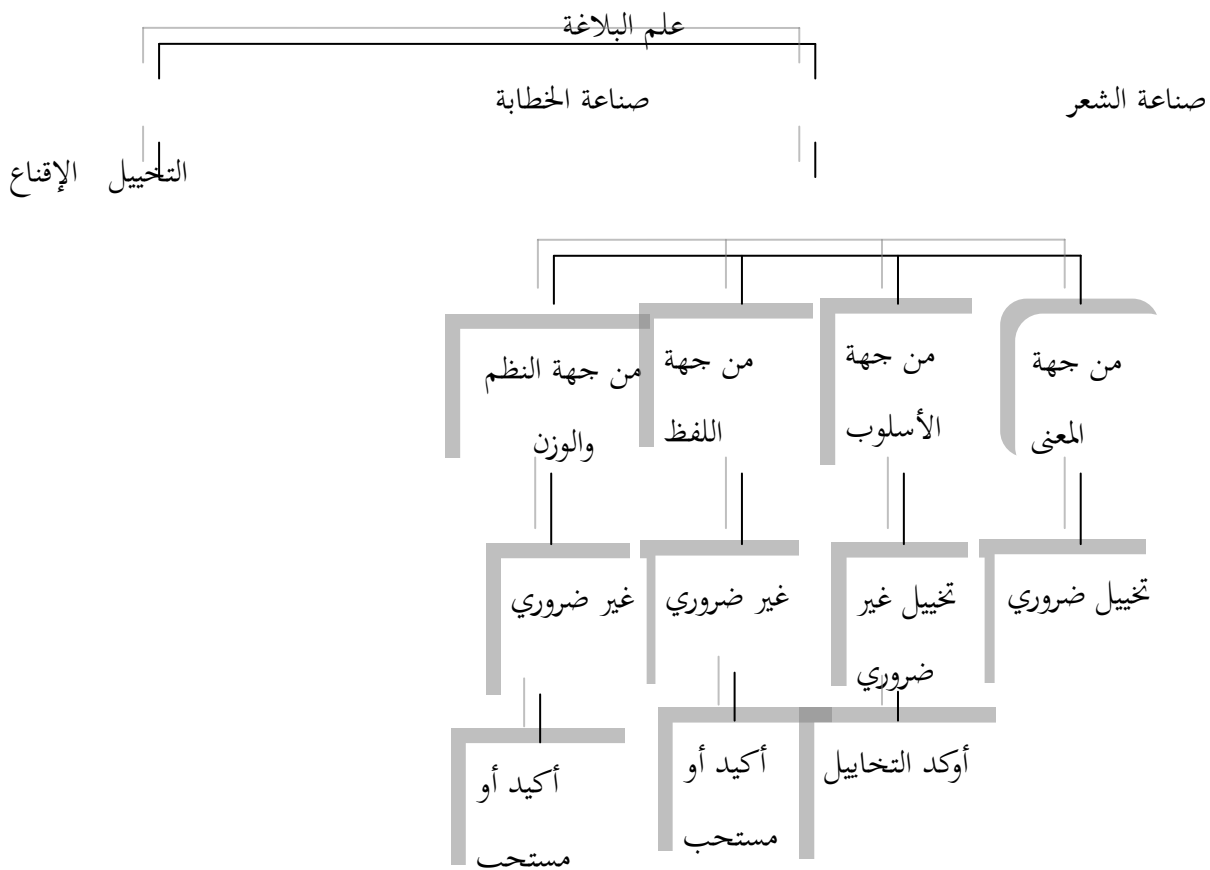 علم البلاغة
صناعة الشعر
صناعة الخطابة
التخييل
الإقناع
من جهة
المعنى
من جهة
الأسلوب
من جهة
اللفظ
من جهة النظم
والوزن
تخييل ضروري
تخييل غير
ضروري
غير ضروري
غير ضروري
أوكد التخاييل
أكيد أو
مستحب
أكيد أو
مستحب